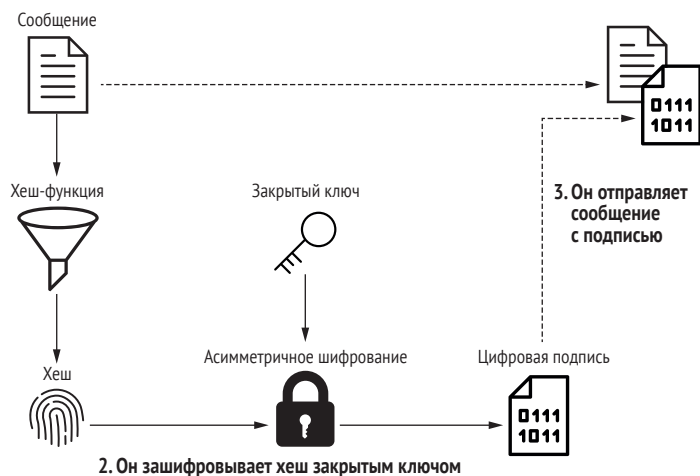 Сообщение
0111
1011
Хеш-функция
Закрытый ключ
3. Он отправляет
сообщение
с подписью
Хеш
Асимметричное шифрование
Цифровая подпись
0111
1011
2. Он зашифровывает хеш закрытым ключом